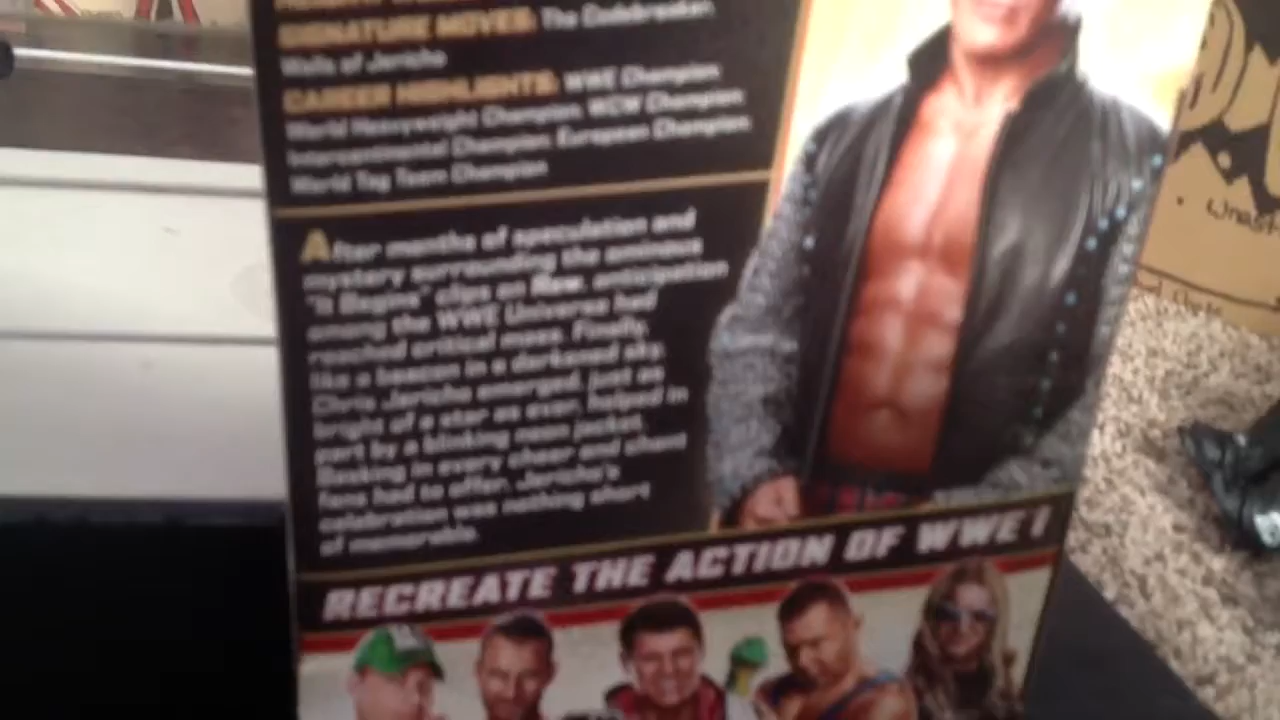 SIGNATURE MOVES: The Codebreaker,
Walls of Jericho
CAREER HIGHLIGHTS: WWE Champion,
World Heavyweight Champion, WCW Champion,
Intercontinental Champion, European Champion,
World Tag Team Champion
After months of speculation and
mystery surrounding the ominous
"It Begins" clips on Raw, anticipation
among the WWE Universe had
reached critical mass. Finally,
like a beacon in a darkened sky,
Chris Jericho emerged, just as
bright of a star as ever, helped in
part by a blinking neon jacket.
Basking in every cheer and chant
fans had to offer, Jericho's
celebration was nothing short
of memorable.
RECREATE THE ACTION OF WWE